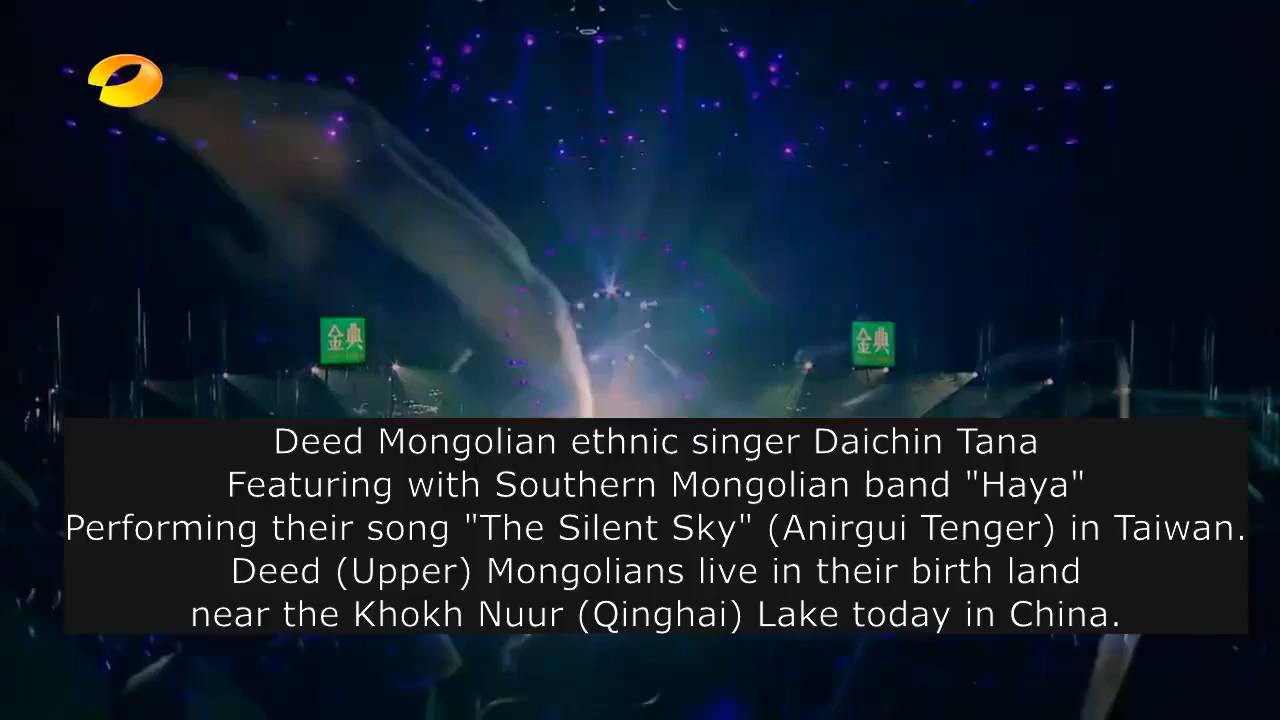 金典
金典
Deed Mongolian ethnic singer Daichin Tana
Featuring with Southern Mongolian band "Haya"
Performing their song "The Silent Sky" (Anirgui Tenger) in Taiwan.
Deed (Upper) Mongolians live in their birth land
near the Khokh Nuur (Qinghai) Lake today in China.